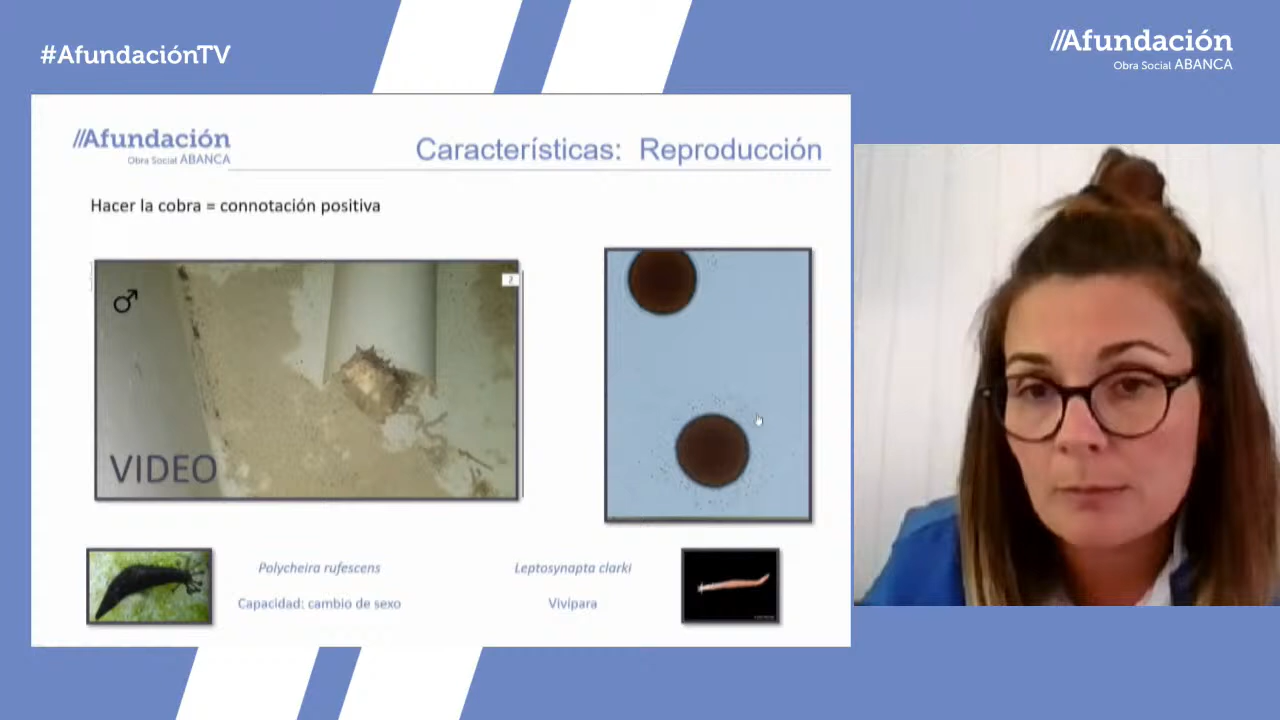 #AfundaciónTV
//Afundación
Obra Social ABANCA
//Afundación
Obra Social ABANCA
Características: Reproducción
Hacer la cobra = connotación positiva
♂
2
VIDEO
Polycheira rufescens
Capacidad: cambio de sexo
Leptosynapta clarki
Vivípara